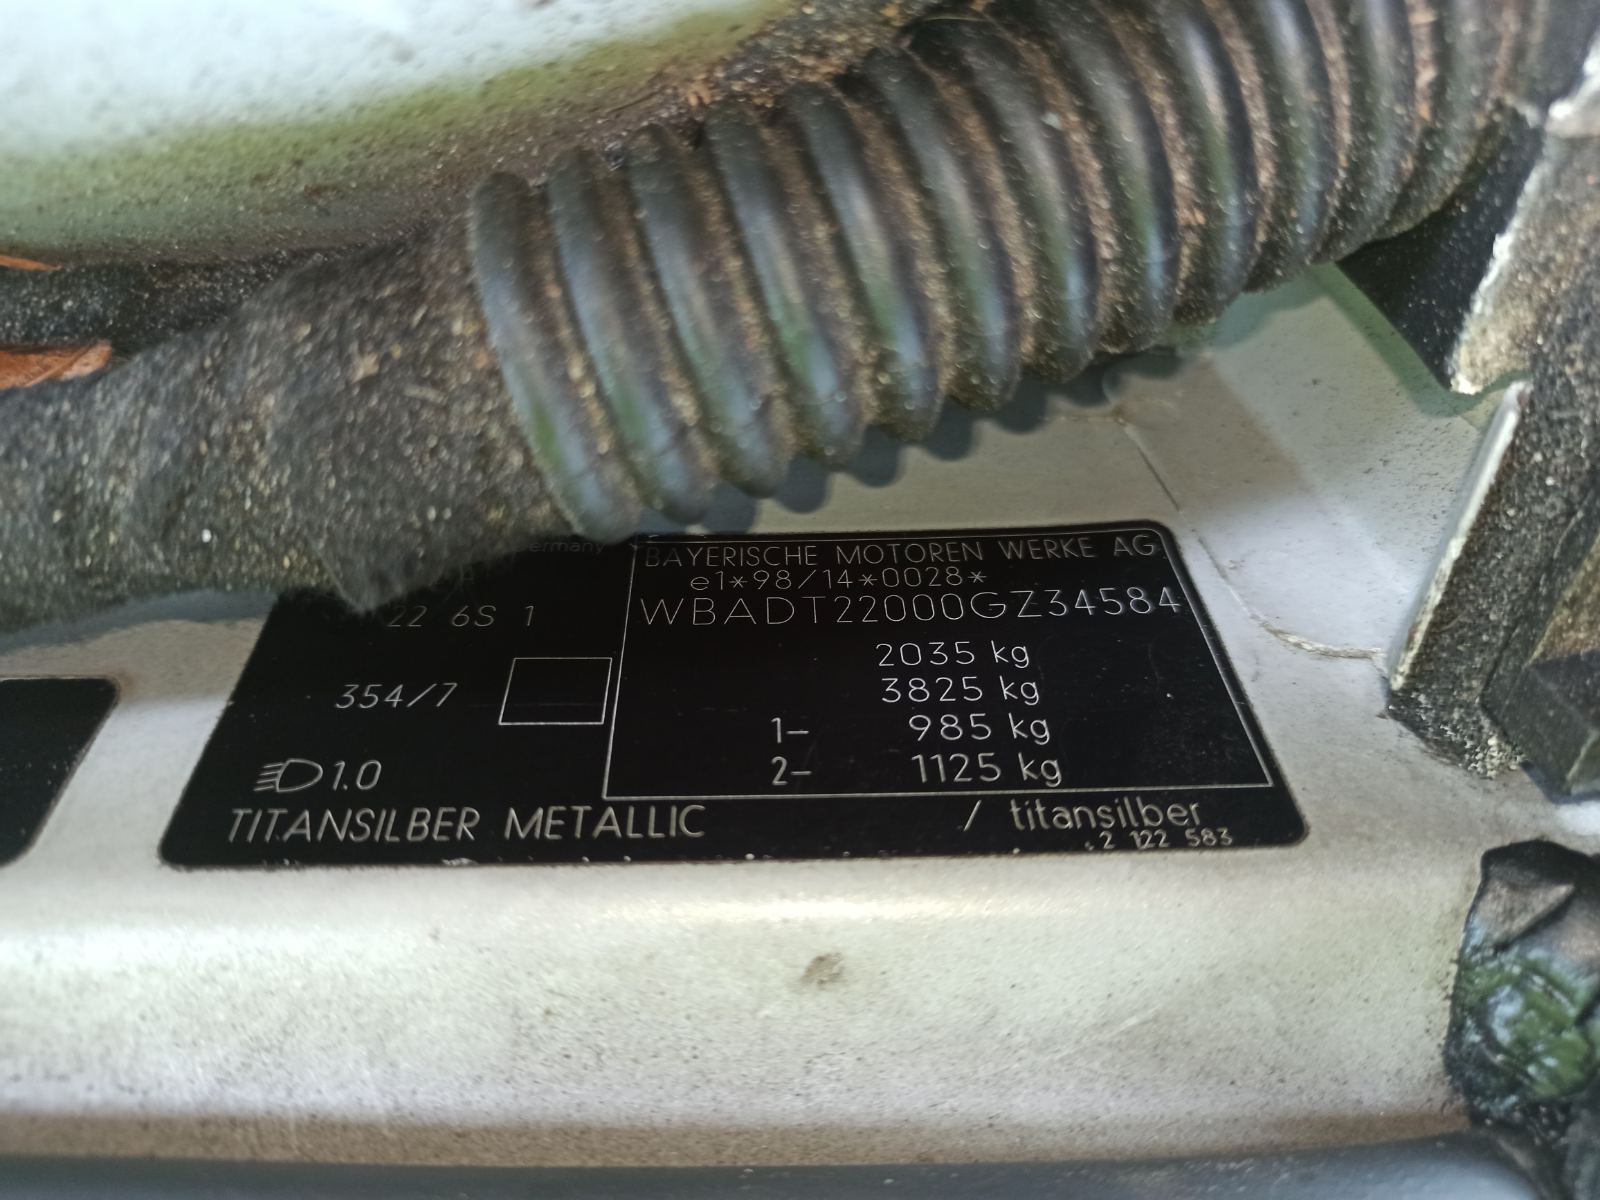 ermany
22 6S 1
354/7
1.0
TITANSILBER METALLIC
BAYERISCHE MOTOREN WERKE AG
e1*98/14*0028*
WBADT22000GZ34584
2035 kg
3825 kg
1- 985 kg
2- 1125 kg
/ titansilber
2 122 583